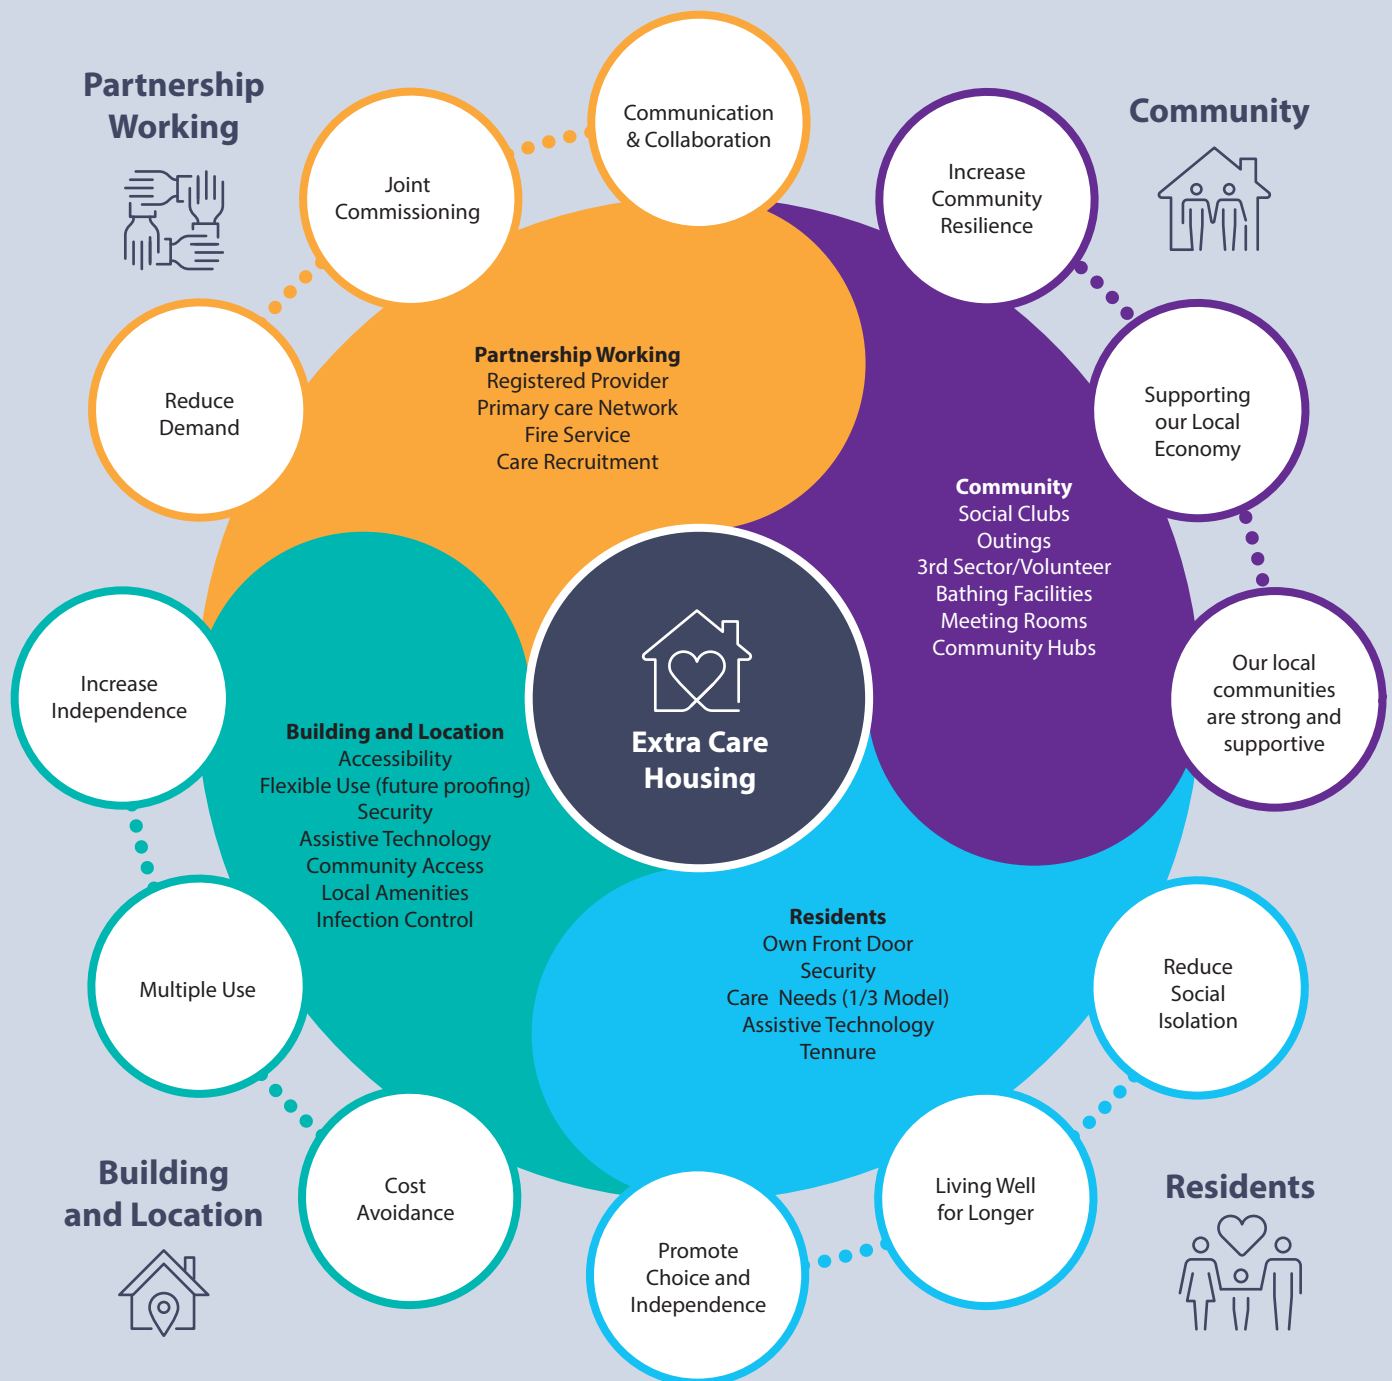 Partnership
Working
Communication
& Collaboration
Joint
Commissioning
Reduce
Demand
Community
Increase
Community
Resilience
Supporting
our Local
Economy
Our local
communities
are strong and
supportive
Partnership Working
Registered Provider
Primary care Network
Fire Service
Care Recruitment
Community
Social Clubs
Outings
3rd Sector/Volunteer
Bathing Facilities
Meeting Rooms
Community Hubs
Extra Care
Housing
Increase
Independence
Multiple Use
Cost
Avoidance
Building and Location
Accessibility
Flexible Use (future proofing)
Security
Assistive Technology
Community Access
Local Amenities
Infection Control
Residents
Own Front Door
Security
Care  Needs (1/3 Model)
Assistive Technology
Tennure
Reduce
Social
Isolation
Living Well
for Longer
Promote
Choice and
Independence
Building
and Location
Residents